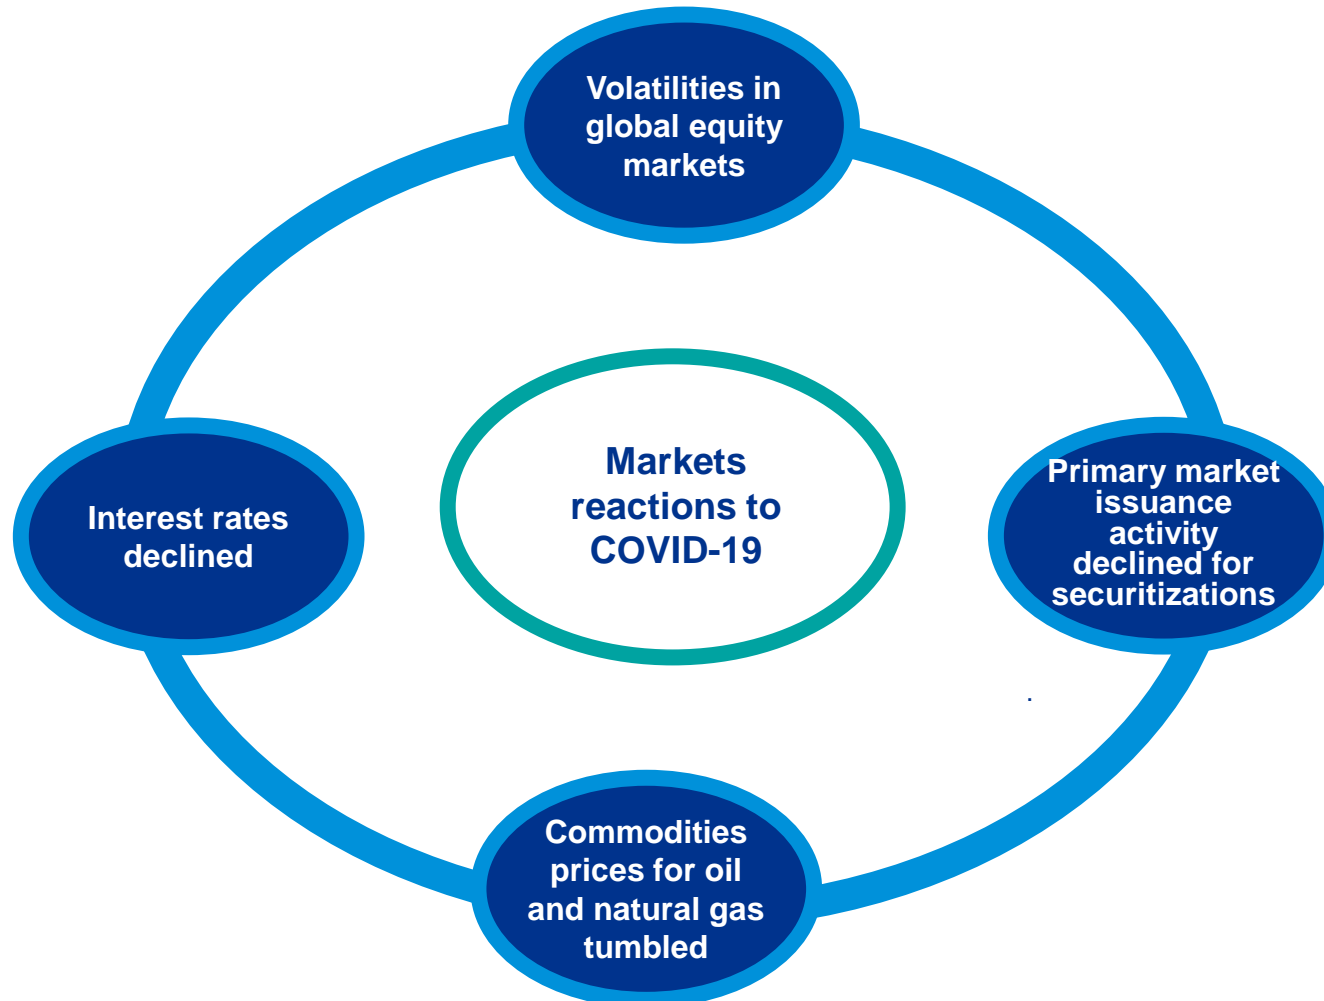 Volatilities in
global equity
markets
Markets
reactions to
COVID-19
Interest rates
declined
Primary market
issuance
activity
declined for
securitizations
.
Commodities
prices for oil
and natural gas
tumbled